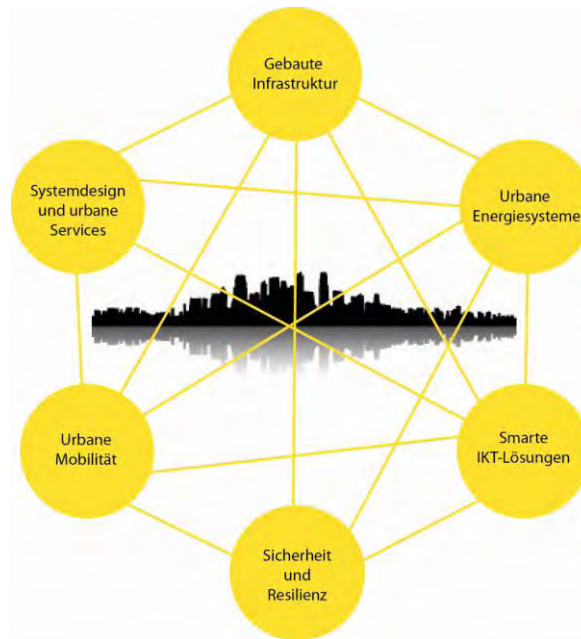 Gebaute
Infrastruktur
Systemdesign
und urbane
Services
Urbane
Energiesysteme
Urbane
Mobilität
Smarte
IKT-Lösungen
Sicherheit
und
Resilienz